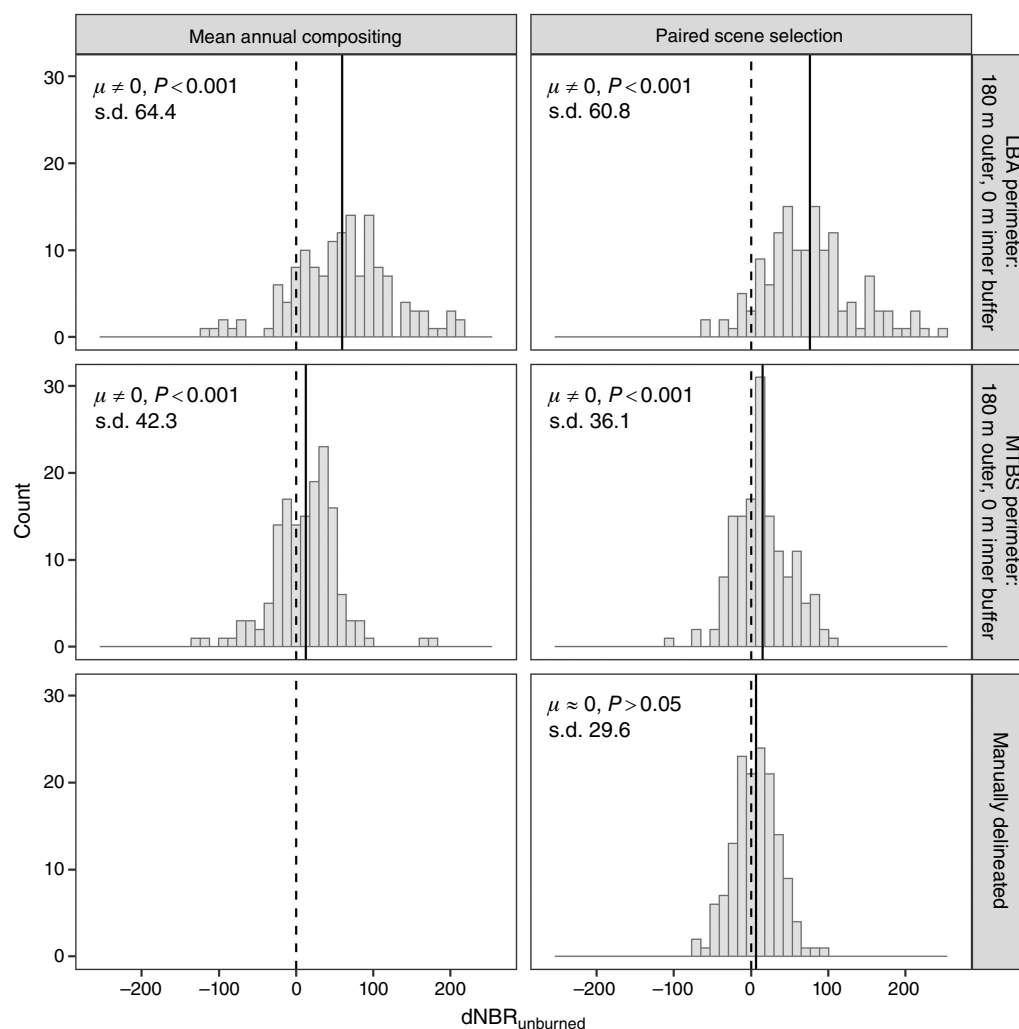 Mean annual compositing
Paired scene selection
30
20
10
0
μ ≠ 0, P < 0.001
s.d. 64.4
μ ≠ 0, P < 0.001
s.d. 60.8
LBA perimeter:
180 m outer, 0 m inner buffer
Count
30
20
10
0
μ ≠ 0, P < 0.001
s.d. 42.3
μ ≠ 0, P < 0.001
s.d. 36.1
MTBS perimeter:
180 m outer, 0 m inner buffer
30
20
10
0
μ ≈ 0, P > 0.05
s.d. 29.6
Manually delineated
−200 −100 0 100 200
−200 −100 0 100 200
dNBRunburned